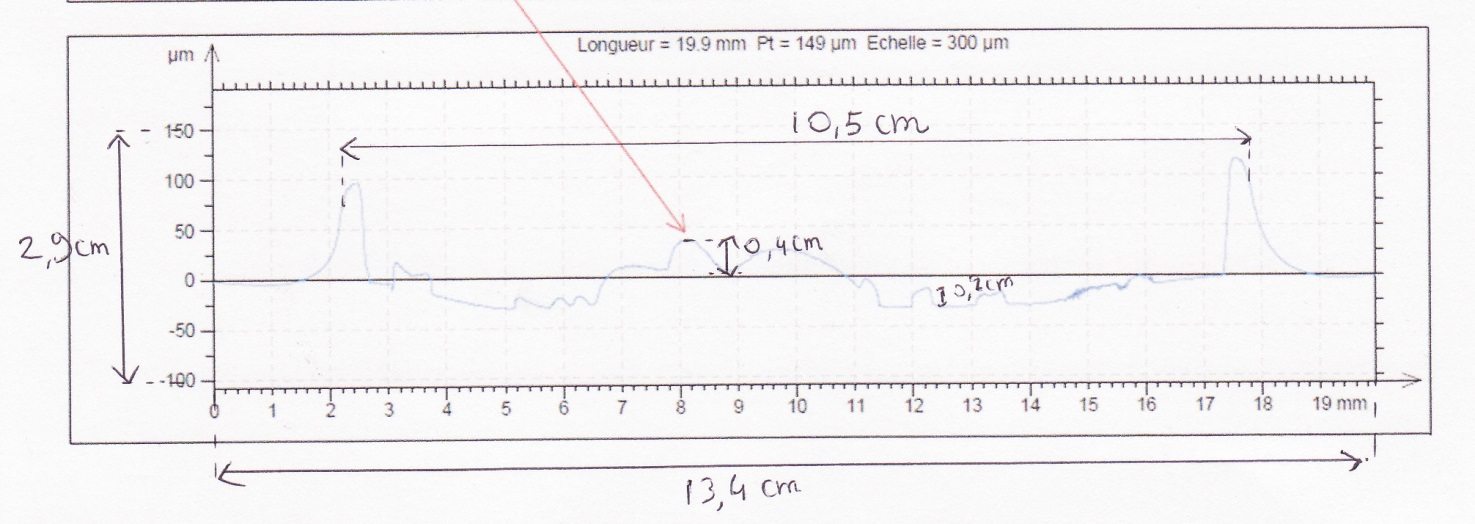 Longueur = 19.9 mm Pt = 149 µm Echelle = 300 µm
µm
10,5 cm
150
100
50
0
-50
-100
2,9cm
0,4cm
0,2cm
0 1 2 3 4 5 6 7 8 9 10 11 12 13 14 15 16 17 18 19 mm
13,4 cm